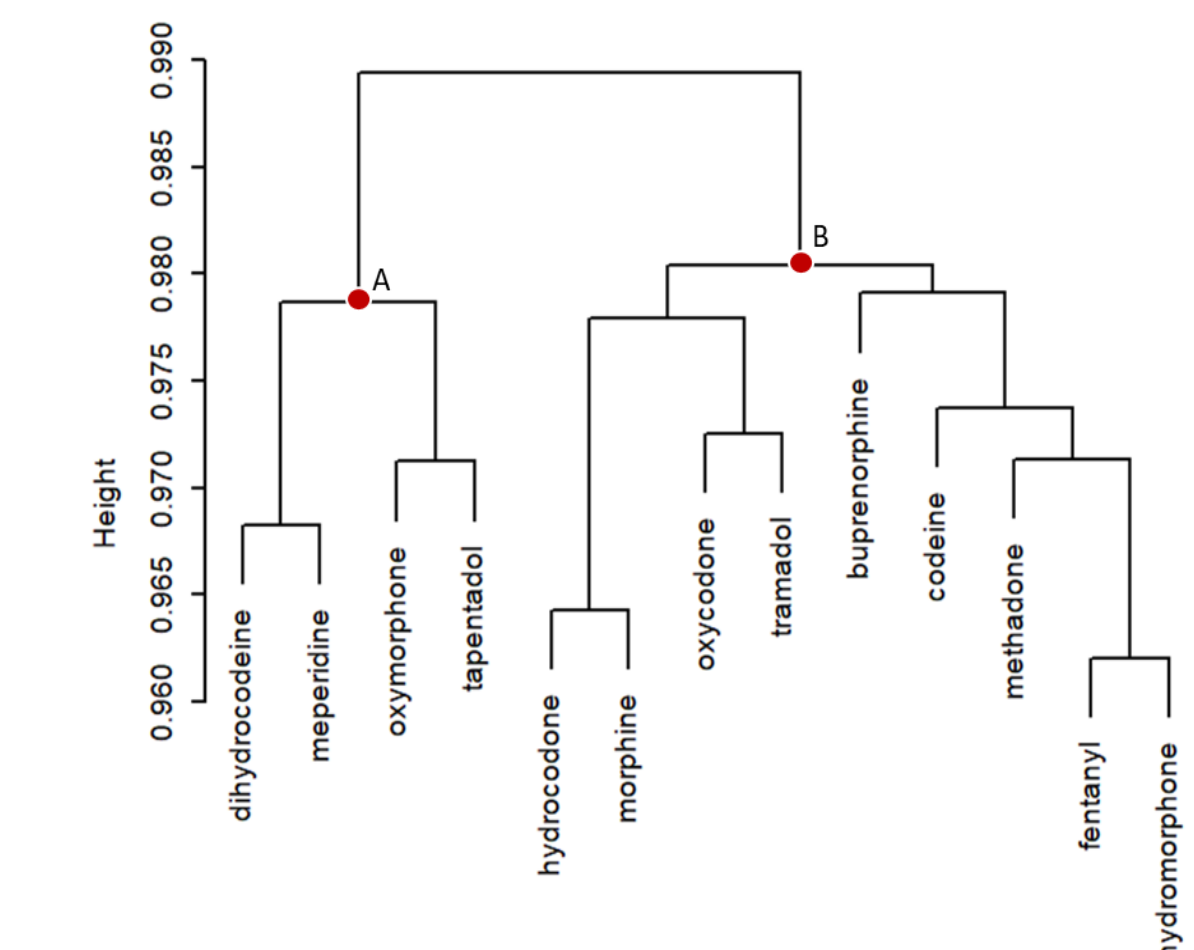 0.990
0.985
0.980
0.975
0.970
0.965
0.960
Height
A
B
dihydrocodeine
meperidine
oxymorphone
tapentadol
hydrocodone
morphine
oxycodone
tramadol
buprenorphine
codeine
methadone
fentanyl
hydromorphone